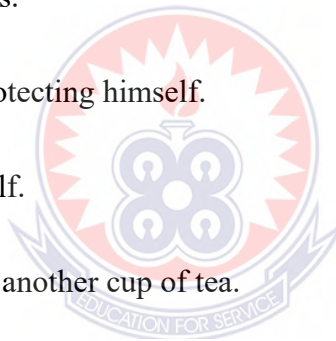 s.
otecting himself.
lf.
another cup of tea.
EDUCATION FOR SERVICE